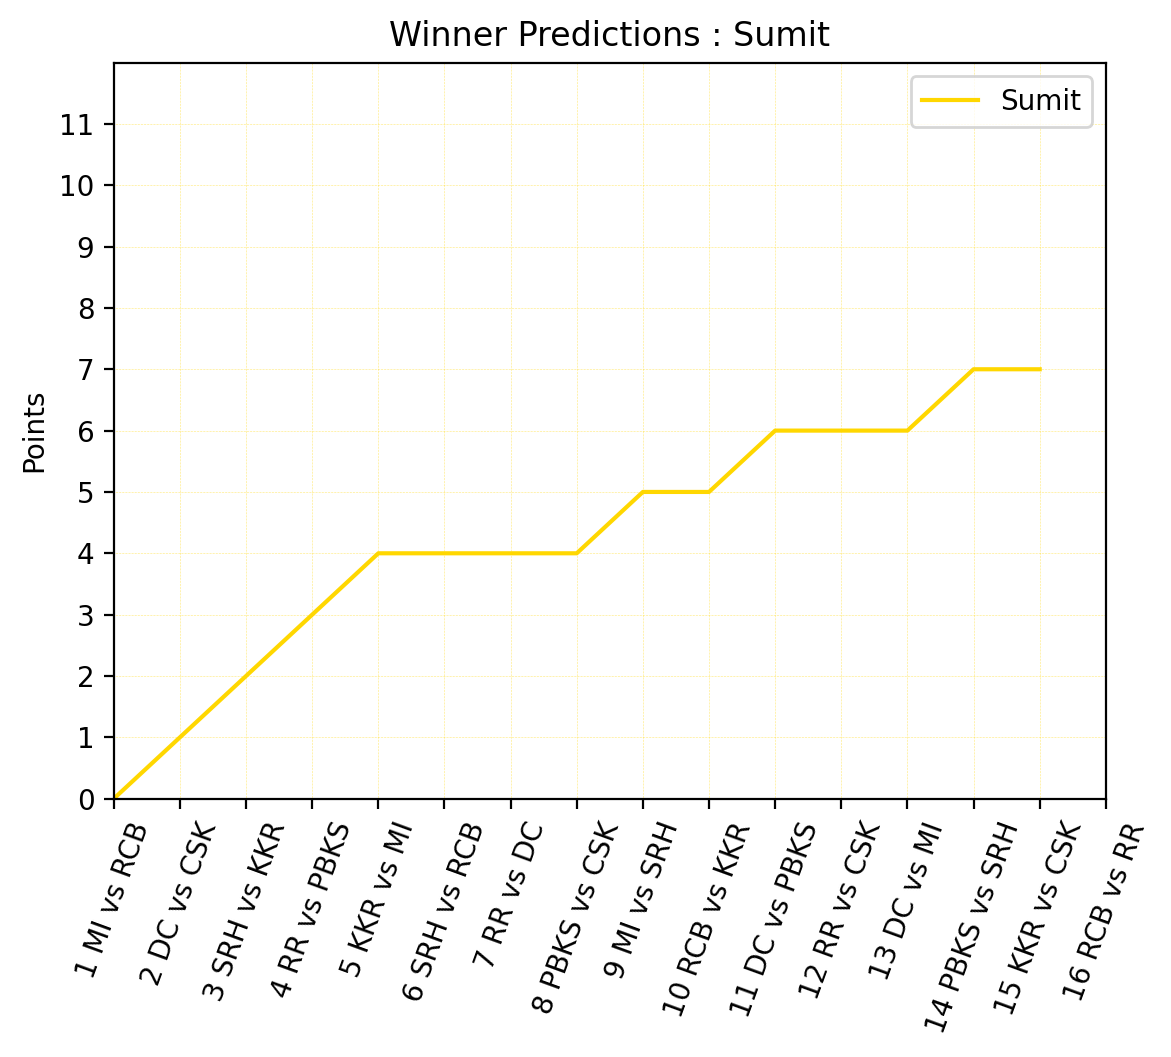 Winner Predictions : Sumit
Sumit
Points
11
10
9
8
7
6
5
4
3
2
1
0
1 MI vs RCB
2 DC vs CSK
3 SRH vs KKR
4 RR vs PBKS
5 KKR vs MI
6 SRH vs RCB
7 RR vs DC
8 PBKS vs CSK
9 MI vs SRH
10 RCB vs KKR
11 DC vs PBKS
12 RR vs CSK
13 DC vs MI
14 PBKS vs SRH
15 KKR vs CSK
16 RCB vs RR